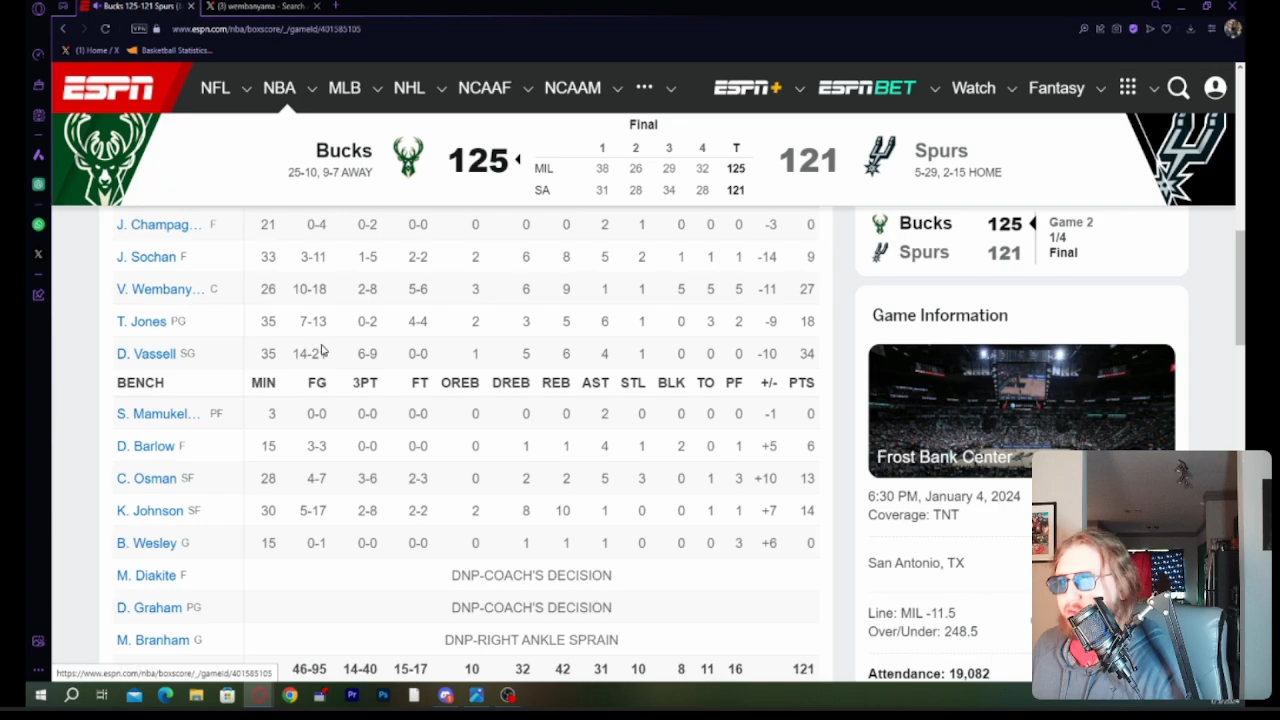 Bucks 125-121 Spurs
(3) wembanyama - Search
VPN www.espn.com/nba/boxscore/_/gameId/401585105
(1) Home / X Basketball Statistics...
ESPN NFL NBA MLB NHL NCAAF NCAAM ••• ESPN+ ESPN BET Watch Fantasy
Final
Bucks 125 1 2 3 4 T 121 Spurs
25-10, 9-7 AWAY MIL 38 26 29 32 125 5-29, 2-15 HOME
SA 31 28 34 28 121
J. Champag... F 21 0-4 0-2 0-0 0 0 0 2 1 0 0 0 -3 0
J. Sochan F 33 3-11 1-5 2-2 2 6 8 5 2 1 1 1 -14 9
V. Wembany... C 26 10-18 2-8 5-6 3 6 9 1 1 5 5 5 -11 27
T. Jones PG 35 7-13 0-2 4-4 2 3 5 6 1 0 3 2 -9 18
D. Vassell SG 35 6-9 0-0 1 5 6 4 1 0 0 0 -10 34
BENCH MIN FG 3PT FT OREB DREB REB AST STL BLK TO PF +/- PTS
S. Mamukel... PF 3 0-0 0-0 0-0 0 0 0 2 0 0 0 0 -1 0
D. Barlow F 15 3-3 0-0 0-0 0 1 1 4 1 2 0 1 +5 6
C. Osman SF 28 4-7 3-6 2-3 0 2 2 5 3 0 1 3 +10 13
K. Johnson SF 30 5-17 2-8 2-2 2 8 10 1 0 0 1 1 +7 14
B. Wesley G 15 0-1 0-0 0-0 0 1 1 1 0 0 0 3 +6 0
M. Diakite F DNP-COACH'S DECISION
D. Graham PG DNP-COACH'S DECISION
M. Branham G DNP-RIGHT ANKLE SPRAIN
46-95 14-40 15-17 10 32 42 31 10 8 11 16 121
Bucks 125 Game 2
1/4
Spurs 121 Final
Game Information
Frost Bank Center
6:30 PM, January 4, 2024
Coverage: TNT
San Antonio, TX
Line: MIL -11.5
Over/Under: 248.5
Attendance: 19,082
https://www.espn.com/nba/boxscore/_/gameId/401585105